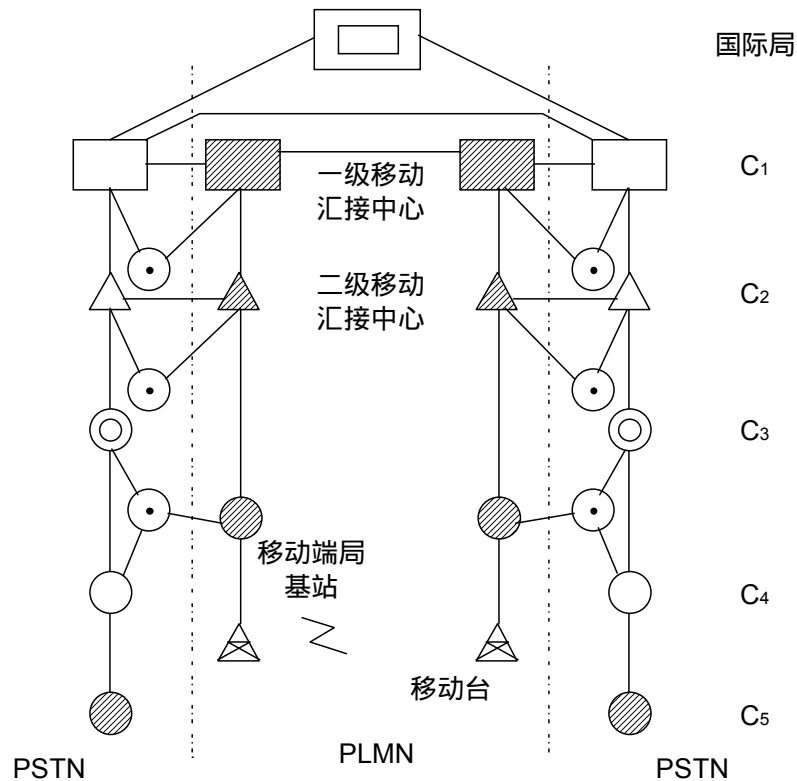 国际局
一级移动
汇接中心
C1
二级移动
汇接中心
C2
C3
移动端局
基站
C4
移动台
C5
PSTN
PLMN
PSTN